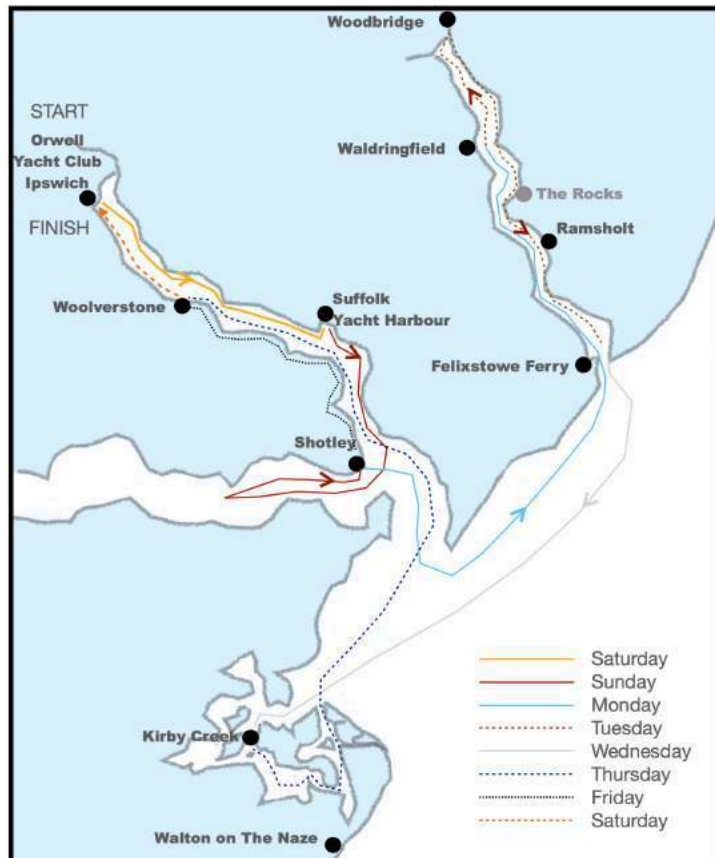 Woodbridge
START
Orwell
Yacht Club
Ipswich
Waldringfield
The Rocks
FINISH
Ramsholt
Woolverstone
Suffolk
Yacht Harbour
Felixstowe Ferry
Shotley
Saturday
Sunday
Monday
Tuesday
Wednesday
Thursday
Friday
Saturday
Kirby Creek
Walton on The Naze